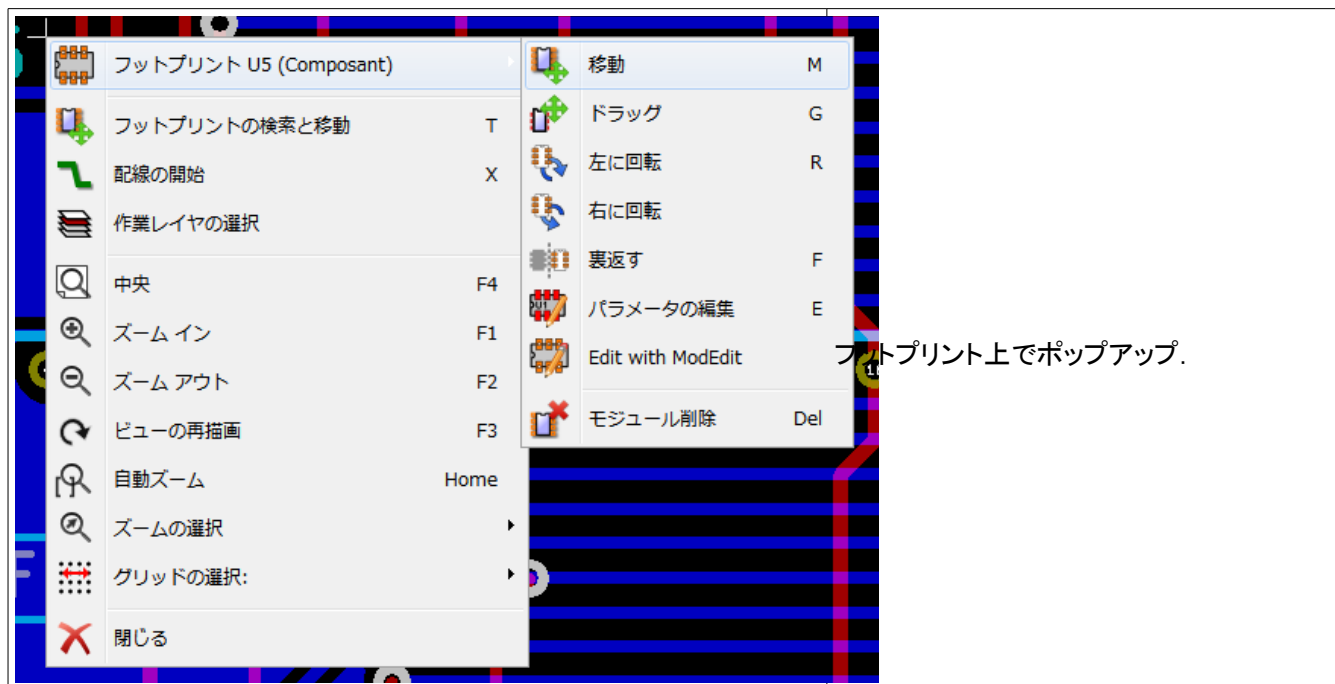 フットプリント U5 (Composant)
フットプリントの検索と移動 T
配線の開始 X
作業レイヤの選択
中央 F4
ズーム イン F1
ズーム アウト F2
ビューの再描画 F3
自動ズーム Home
ズームの選択
グリッドの選択:
閉じる
移動 M
ドラッグ G
左に回転 R
右に回転
裏返す F
パラメータの編集 E
Edit with ModEdit
モジュール削除 Del
フットプリント上でポップアップ.